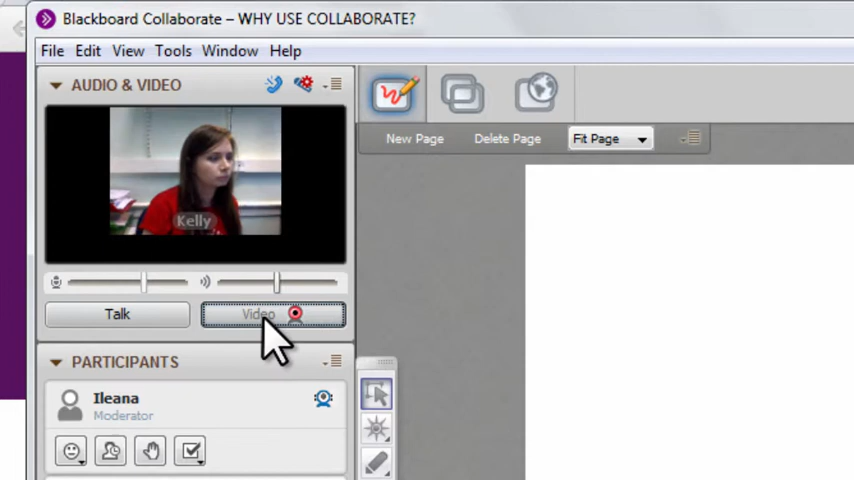 Blackboard Collaborate – WHY USE COLLABORATE?
File Edit View Tools Window Help
AUDIO & VIDEO
Kelly
New Page Delete Page Fit Page
Talk Video
PARTICIPANTS
Ileana
Moderator